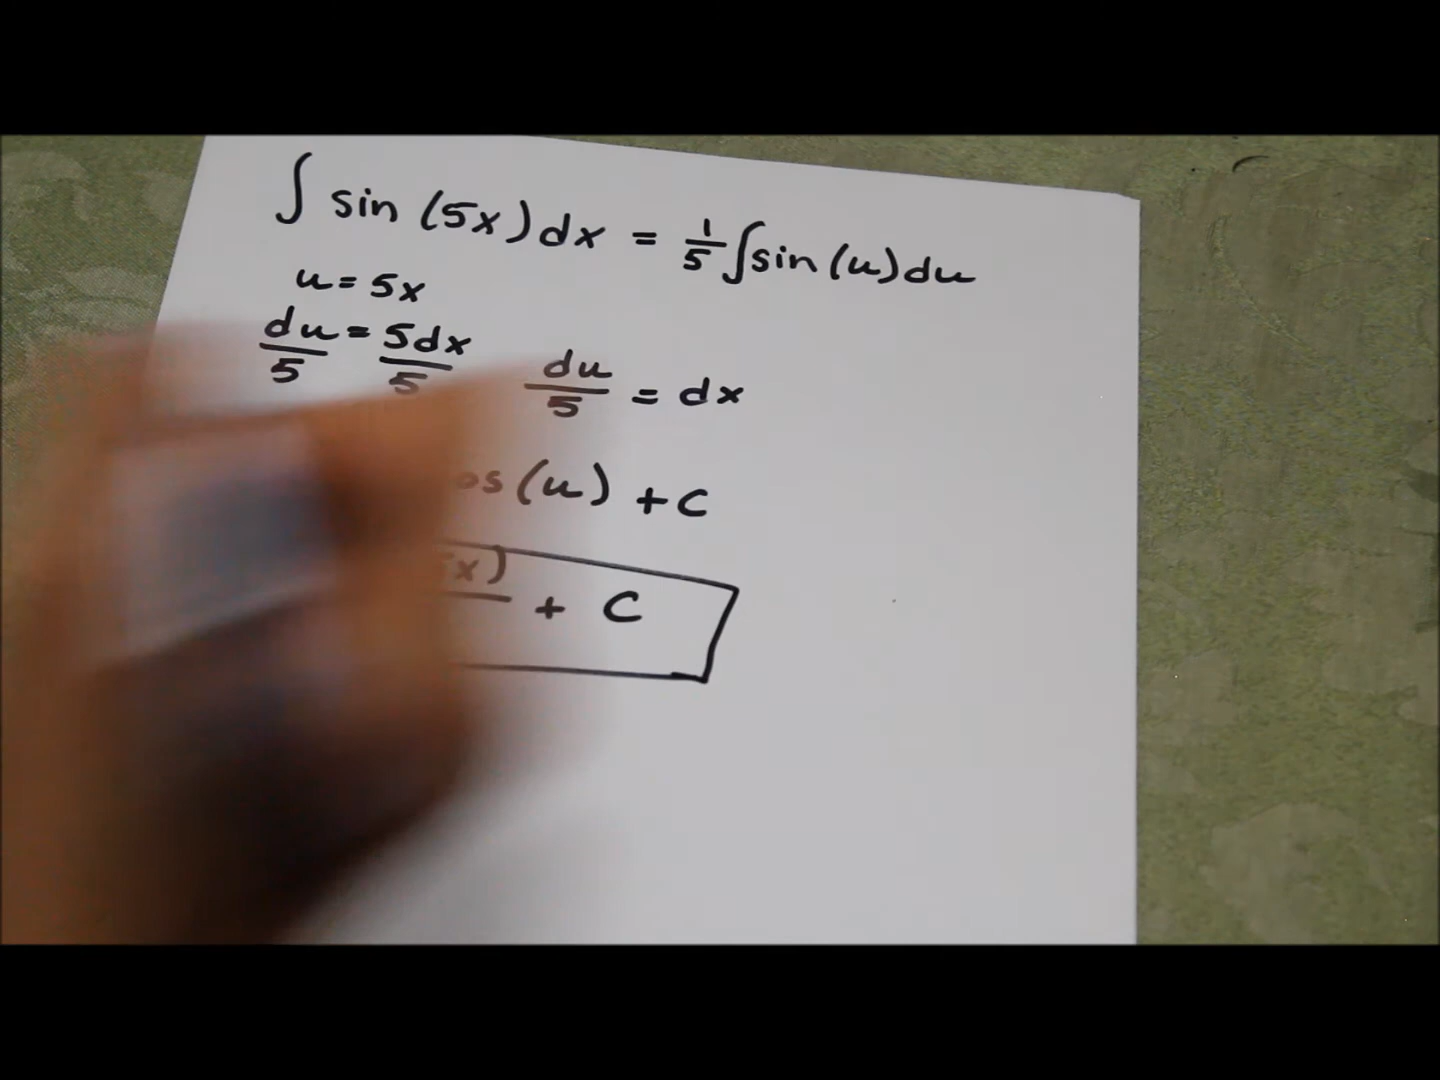 ∫ sin (5x) dx = 1/5 ∫ sin (u) du
u = 5x
du/5 = 5dx/5    du/5 = dx
(u) + C
x) + C